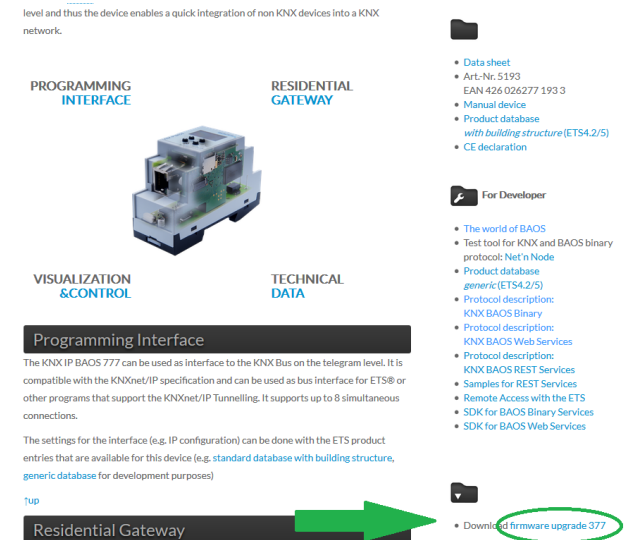 level and thus the device enables a quick integration of non KNX devices into a KNX
network.
PROGRAMMING
INTERFACE
RESIDENTIAL
GATEWAY
VISUALIZATION
&CONTROL
TECHNICAL
DATA
Programming Interface
The KNX IP BAOS 777 can be used as interface to the KNX Bus on the telegram level. It is
compatible with the KNXnet/IP specification and can be used as bus interface for ETS® or
other programs that support the KNXnet/IP Tunnelling. It supports up to 8 simultaneous
connections.
The settings for the interface (e.g. IP configuration) can be done with the ETS product
entries that are available for this device (e.g. standard database with building structure,
generic database for development purposes)
↑up
Residential Gateway
• Data sheet
• Art.-Nr. 5193
EAN 426 026277 193 3
• Manual device
• Product database
with building structure (ETS4.2/5)
• CE declaration
For Developer
• The world of BAOS
• Test tool for KNX and BAOS binary
protocol: Net'n Node
• Product database
generic (ETS4.2/5)
• Protocol description:
KNX BAOS Binary
• Protocol description:
KNX BAOS Web Services
• Protocol description:
KNX BAOS REST Services
• Samples for REST Services
• Remote Access with the ETS
• SDK for BAOS Binary Services
• SDK for BAOS Web Services
• Download firmware upgrade 377